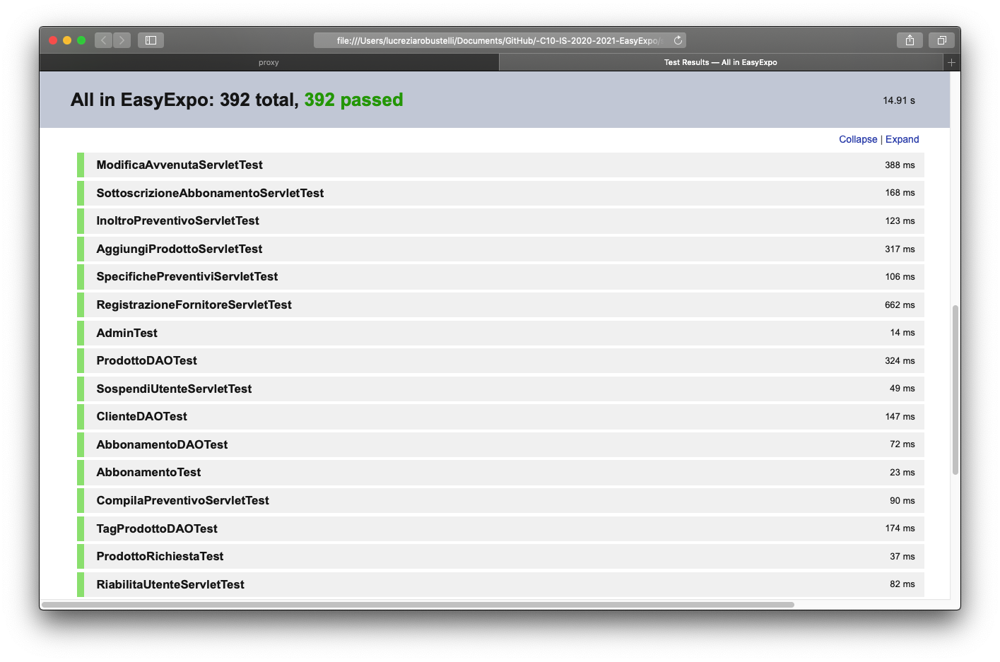 file:///Users/lucreziarobustelli/Documents/GitHub/-C10-IS-2020-2021-EasyExpo/
proxy
Test Results — All in EasyExpo
All in EasyExpo: 392 total, 392 passed
14.91 s
Collapse | Expand
ModificaAvvenutaServletTest 388 ms
SottoscrizioneAbbonamentoServletTest 168 ms
InoltroPreventivoServletTest 123 ms
AggiungiProdottoServletTest 317 ms
SpecifichePreventiviServletTest 106 ms
RegistrazioneFornitoreServletTest 662 ms
AdminTest 14 ms
ProdottoDAOTest 324 ms
SospendiUtenteServletTest 49 ms
ClienteDAOTest 147 ms
AbbonamentoDAOTest 72 ms
AbbonamentoTest 23 ms
CompilaPreventivoServletTest 90 ms
TagProdottoDAOTest 174 ms
ProdottoRichiestaTest 37 ms
RiabilitaUtenteServletTest 82 ms